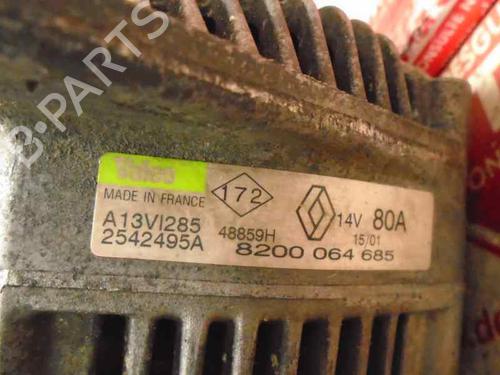 B-PARTS
Valeo
MADE IN FRANCE
172
14V 80A
A13VI285
48859H
15/01
2542495A
8200 064 685